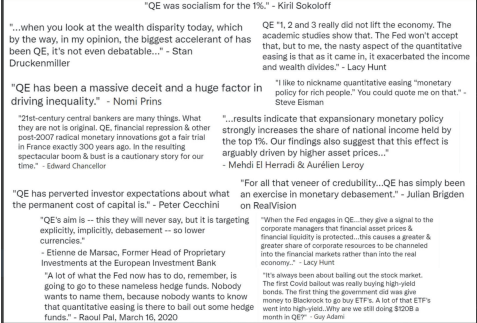 "QE was socialism for the 1%." - Kiril Sokoloff
"...when you look at the wealth disparity today, which
by the way, in my opinion, the biggest accelerant of has
been QE, it's not even debatable..." - Stan
Druckenmiller
QE "1, 2 and 3 really did not lift the economy. The
academic studies show that. The Fed won't accept
that, but to me, the nasty aspect of the quantitative
easing is that as it came in, it exacerbated the income
and wealth divides." - Lacy Hunt
"QE has been a massive deceit and a huge factor in
driving inequality." - Nomi Prins
"I like to nickname quantitative easing "monetary
policy for rich people." You could quote me on that." -
Steve Eisman
"21st-century central bankers are many things. What
they are not is original. QE, financial repression & other
post-2007 radical monetary innovations got a fair trial
in France exactly 300 years ago. In the resulting
spectacular boom & bust is a cautionary story for our
time." - Edward Chancellor
"...results indicate that expansionary monetary policy
strongly increases the share of national income held by
the top 1%. Our findings also suggest that this effect is
arguably driven by higher asset prices..."
- Mehdi El Herradi & Aurélien Leroy
"QE has perverted investor expectations about what
the permanent cost of capital is." - Peter Cecchini
"For all that veneer of credubility...QE has simply been
an exercise in monetary debasement." - Julian Brigden
on RealVision
"QE's aim is -- this they will never say, but it is targeting
explicitly, implicitly, debasement -- so lower
currencies."
- Etienne de Marsac, Former Head of Proprietary
Investments at the European Investment Bank
"When the Fed engages in QE...they give a signal to the
corporate managers that financial asset prices &
financial liquidity is protected...this causes a greater &
greater share of corporate resources to be channeled
into the financial markets rather than into the real
economy.." - Lacy Hunt
"A lot of what the Fed now has to do, remember, is
going to go to these nameless hedge funds. Nobody
wants to name them, because nobody wants to know
that quantitative easing is there to bail out some hedge
funds." - Raoul Pal, March 16, 2020
"It's always been about bailing out the stock market.
The first Covid bailout was really buying high-yield
bonds. The first thing the government did was give
money to Blackrock to go buy ETF's. A lot of that ETF's
went into high-yield..Why are we still doing $120B a
month in QE?" - Guy Adami